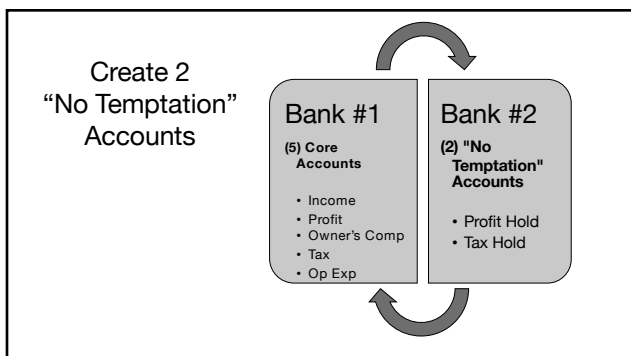 Create 2
“No Temptation”
Accounts
Bank #1
(5) Core
Accounts
• Income
• Profit
• Owner’s Comp
• Tax
• Op Exp
Bank #2
(2) "No
Temptation"
Accounts
• Profit Hold
• Tax Hold